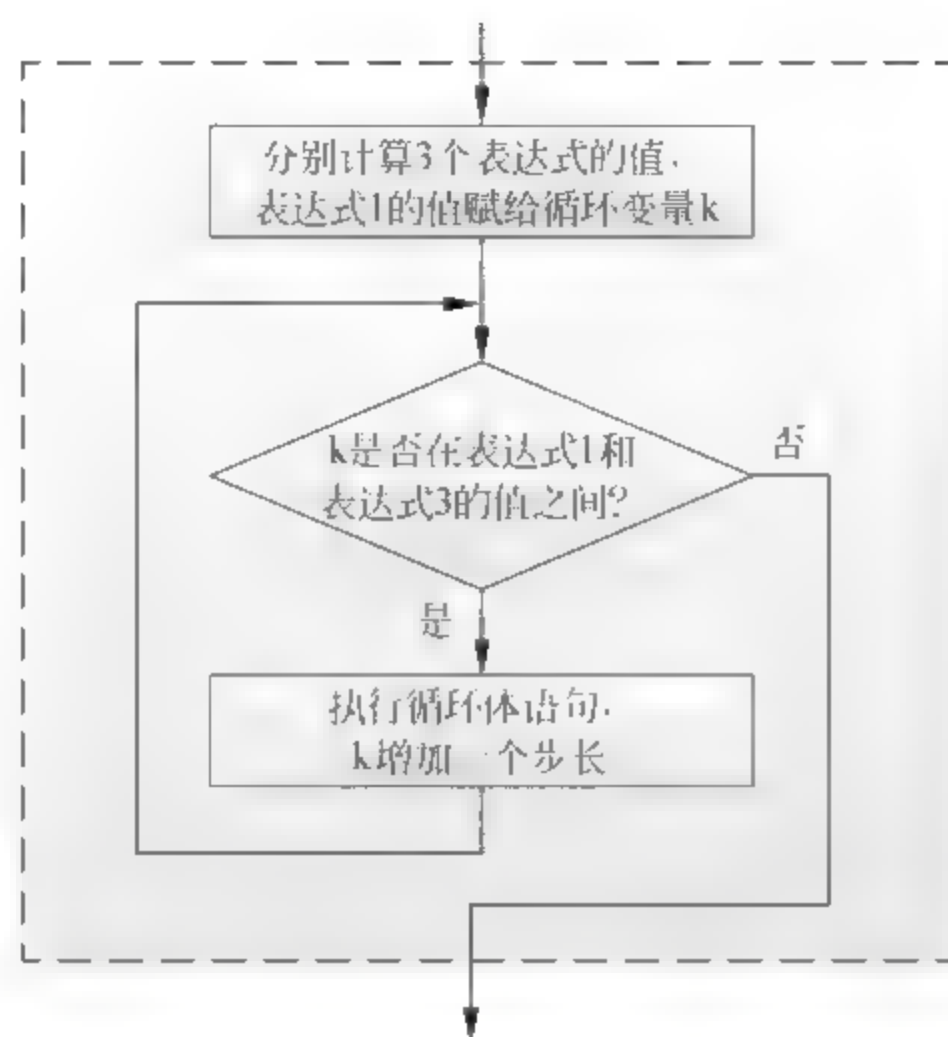 分别计算3个表达式的值，
表达式1的值赋给循环变量k
k是否在表达式1和
表达式3的值之间?
否
是
执行循环体语句，
k增加一个步长